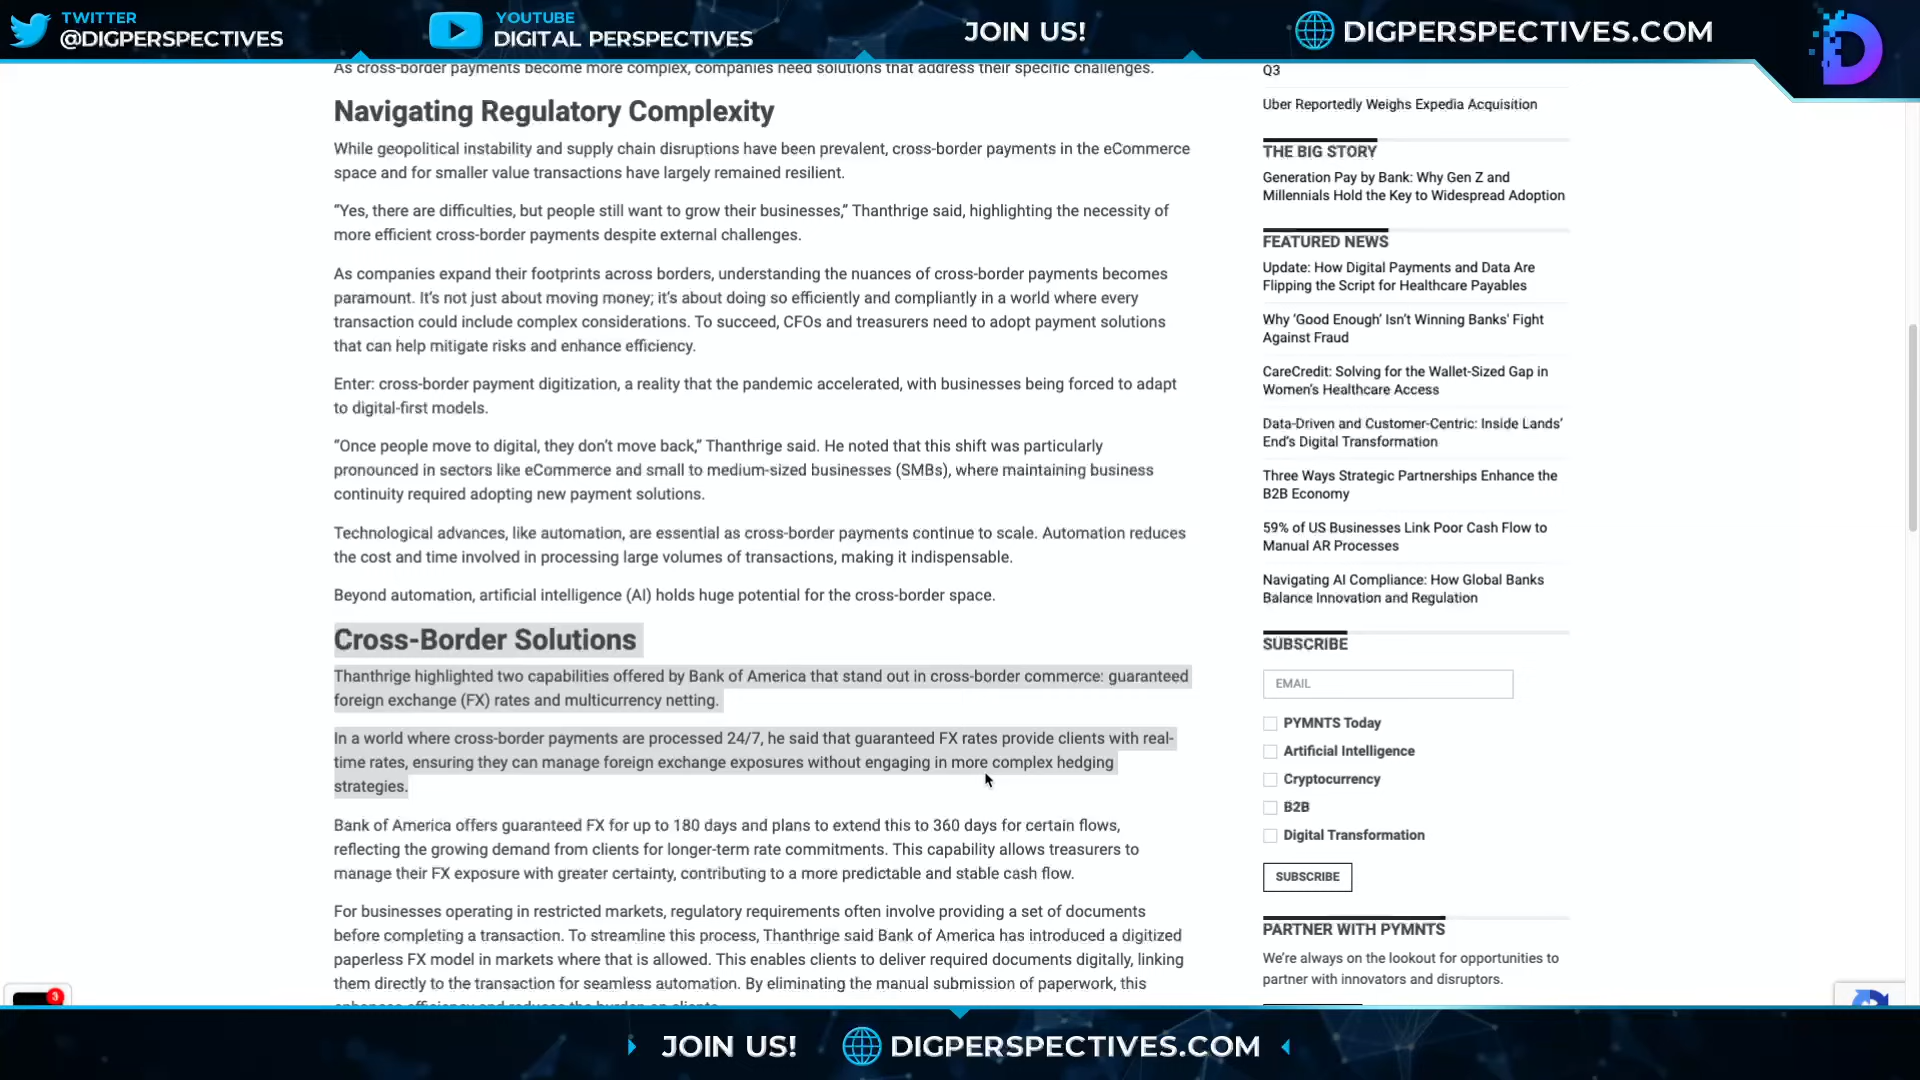 TWITTER
@DIGPERSPECTIVES
YOUTUBE
DIGITAL PERSPECTIVES
JOIN US!
DIGPERSPECTIVES.COM
As cross-border payments become more complex, companies need solutions that address their specific challenges.
Navigating Regulatory Complexity
While geopolitical instability and supply chain disruptions have been prevalent, cross-border payments in the eCommerce
space and for smaller value transactions have largely remained resilient.
“Yes, there are difficulties, but people still want to grow their businesses,” Thanthrige said, highlighting the necessity of
more efficient cross-border payments despite external challenges.
As companies expand their footprints across borders, understanding the nuances of cross-border payments becomes
paramount. It’s not just about moving money; it’s about doing so efficiently and compliantly in a world where every
transaction could include complex considerations. To succeed, CFOs and treasurers need to adopt payment solutions
that can help mitigate risks and enhance efficiency.
Enter: cross-border payment digitization, a reality that the pandemic accelerated, with businesses being forced to adapt
to digital-first models.
“Once people move to digital, they don’t move back,” Thanthrige said. He noted that this shift was particularly
pronounced in sectors like eCommerce and small to medium-sized businesses (SMBs), where maintaining business
continuity required adopting new payment solutions.
Technological advances, like automation, are essential as cross-border payments continue to scale. Automation reduces
the cost and time involved in processing large volumes of transactions, making it indispensable.
Beyond automation, artificial intelligence (AI) holds huge potential for the cross-border space.
Cross-Border Solutions
Thanthrige highlighted two capabilities offered by Bank of America that stand out in cross-border commerce: guaranteed
foreign exchange (FX) rates and multicurrency netting.
In a world where cross-border payments are processed 24/7, he said that guaranteed FX rates provide clients with real-
time rates, ensuring they can manage foreign exchange exposures without engaging in more complex hedging
strategies.
Bank of America offers guaranteed FX for up to 180 days and plans to extend this to 360 days for certain flows,
reflecting the growing demand from clients for longer-term rate commitments. This capability allows treasurers to
manage their FX exposure with greater certainty, contributing to a more predictable and stable cash flow.
For businesses operating in restricted markets, regulatory requirements often involve providing a set of documents
before completing a transaction. To streamline this process, Thanthrige said Bank of America has introduced a digitized
paperless FX model in markets where that is allowed. This enables clients to deliver required documents digitally, linking
them directly to the transaction for seamless automation. By eliminating the manual submission of paperwork, this
Q3
Uber Reportedly Weighs Expedia Acquisition
THE BIG STORY
Generation Pay by Bank: Why Gen Z and
Millennials Hold the Key to Widespread Adoption
FEATURED NEWS
Update: How Digital Payments and Data Are
Flipping the Script for Healthcare Payables
Why ‘Good Enough’ Isn’t Winning Banks' Fight
Against Fraud
CareCredit: Solving for the Wallet-Sized Gap in
Women’s Healthcare Access
Data-Driven and Customer-Centric: Inside Lands’
End’s Digital Transformation
Three Ways Strategic Partnerships Enhance the
B2B Economy
59% of US Businesses Link Poor Cash Flow to
Manual AR Processes
Navigating AI Compliance: How Global Banks
Balance Innovation and Regulation
SUBSCRIBE
EMAIL
PYMNTS Today
Artificial Intelligence
Cryptocurrency
B2B
Digital Transformation
SUBSCRIBE
PARTNER WITH PYMNTS
We’re always on the lookout for opportunities to
partner with innovators and disruptors.
3
JOIN US!
DIGPERSPECTIVES.COM